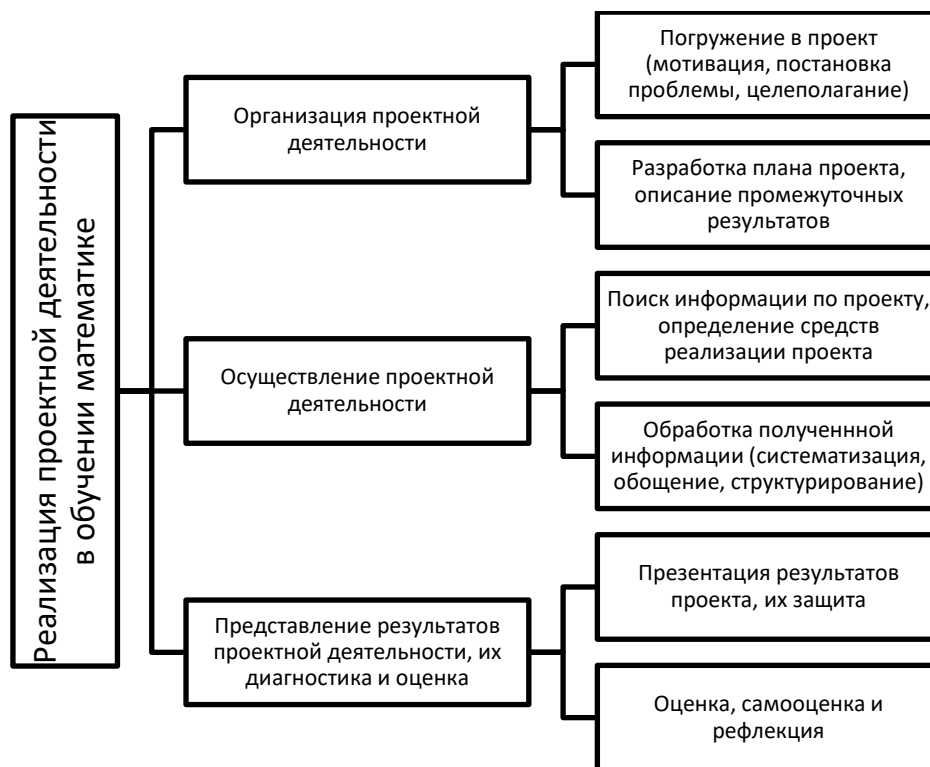 Реализация проектной деятельности
в обучении математике
Организация проектной
деятельности
Погружение в проект
(мотивация, постановка
проблемы, целеполагание)
Разработка плана проекта,
описание промежуточных
результатов
Осуществление проектной
деятельности
Поиск информации по проекту,
определение средств
реализации проекта
Обработка полученнной
информации (систематизация,
обощение, структурирование)
Представление результатов
проектной деятельности, их
диагностика и оценка
Презентация результатов
проекта, их защита
Оценка, самооценка и
рефлекция